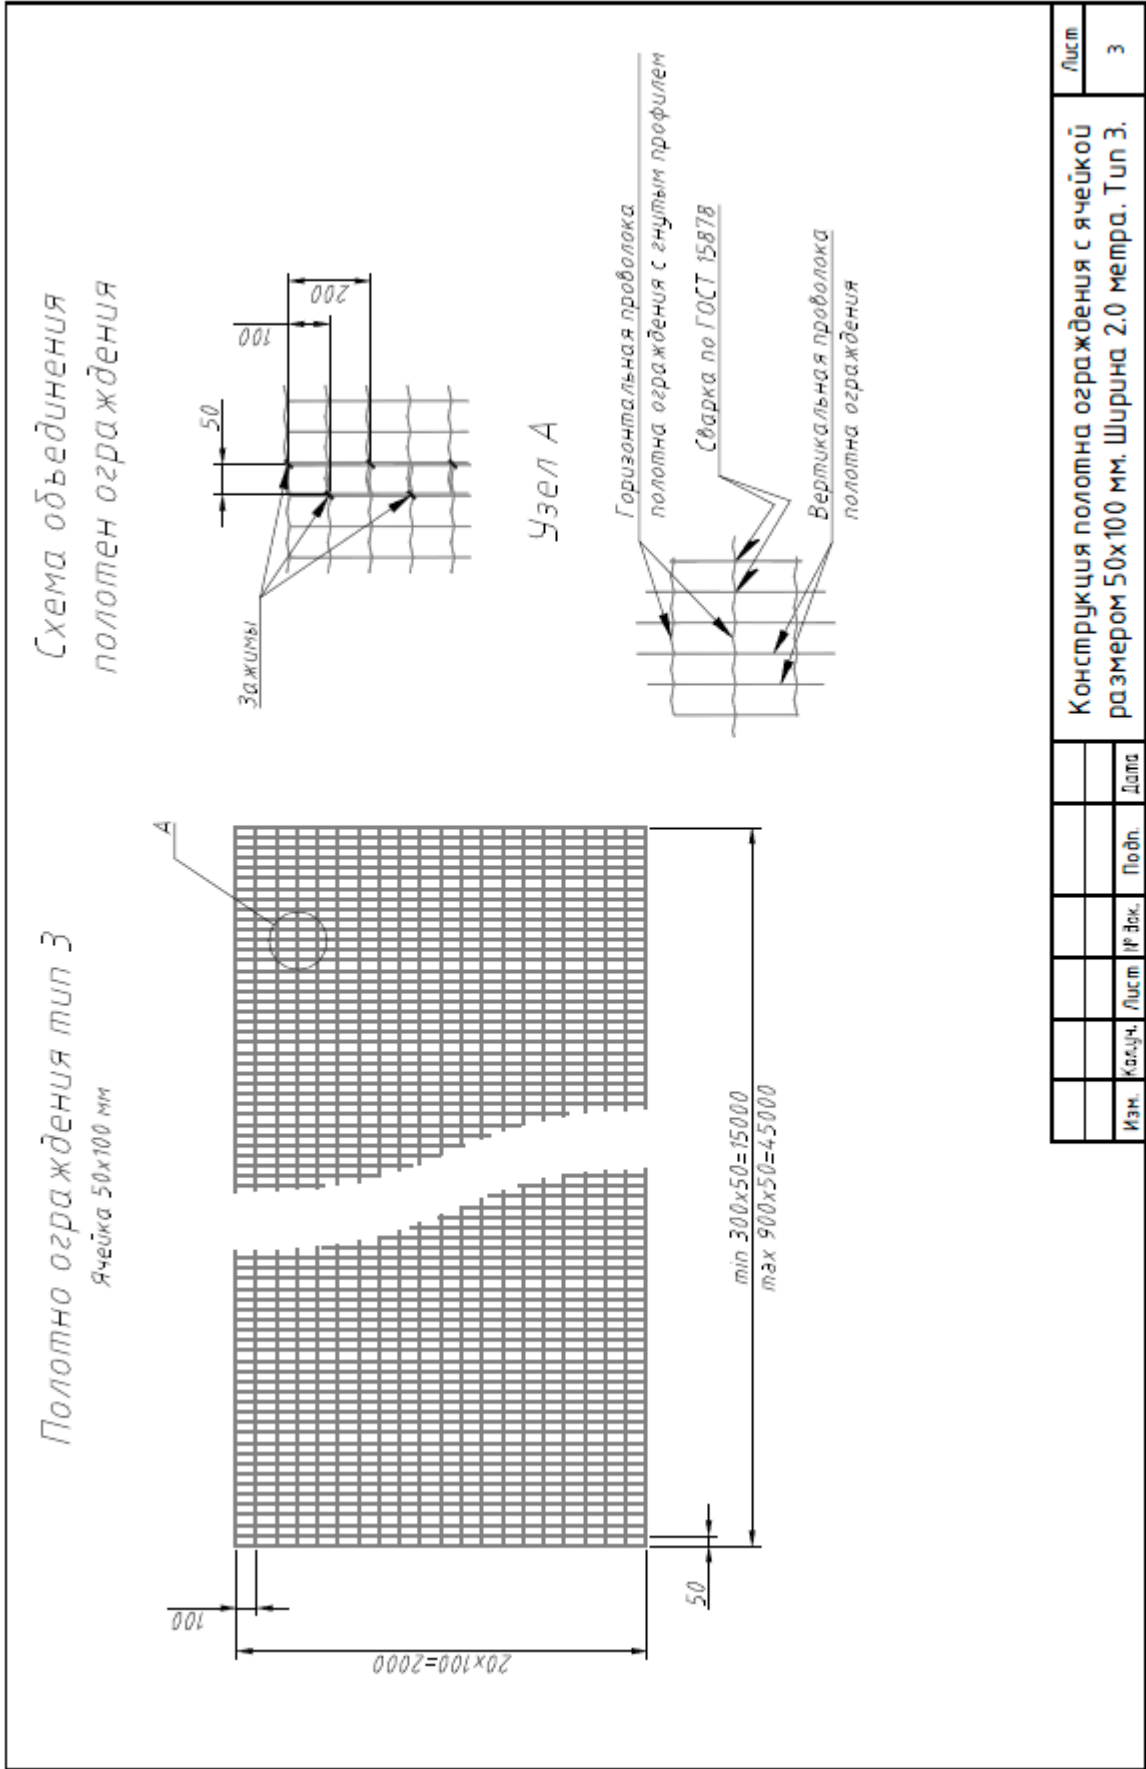 Полотно ограждения тип 3
Ячейка 50х100 мм
А
100
20х100=2000
50
min 300х50=15000
max 900х50=45000
Схема объединения
полотен ограждения
50
100
200
Зажимы
Узел А
Горизонтальная проволока
полотна ограждения с гнутым профилем
Сварка по ГОСТ 15878
Вертикальная проволока
полотна ограждения
Изм. Кол.уч. Лист № док. Подп. Дата
Конструкция полотна ограждения с ячейкой
размером 50х100 мм. Ширина 2.0 метра. Тип 3.
Лист
3